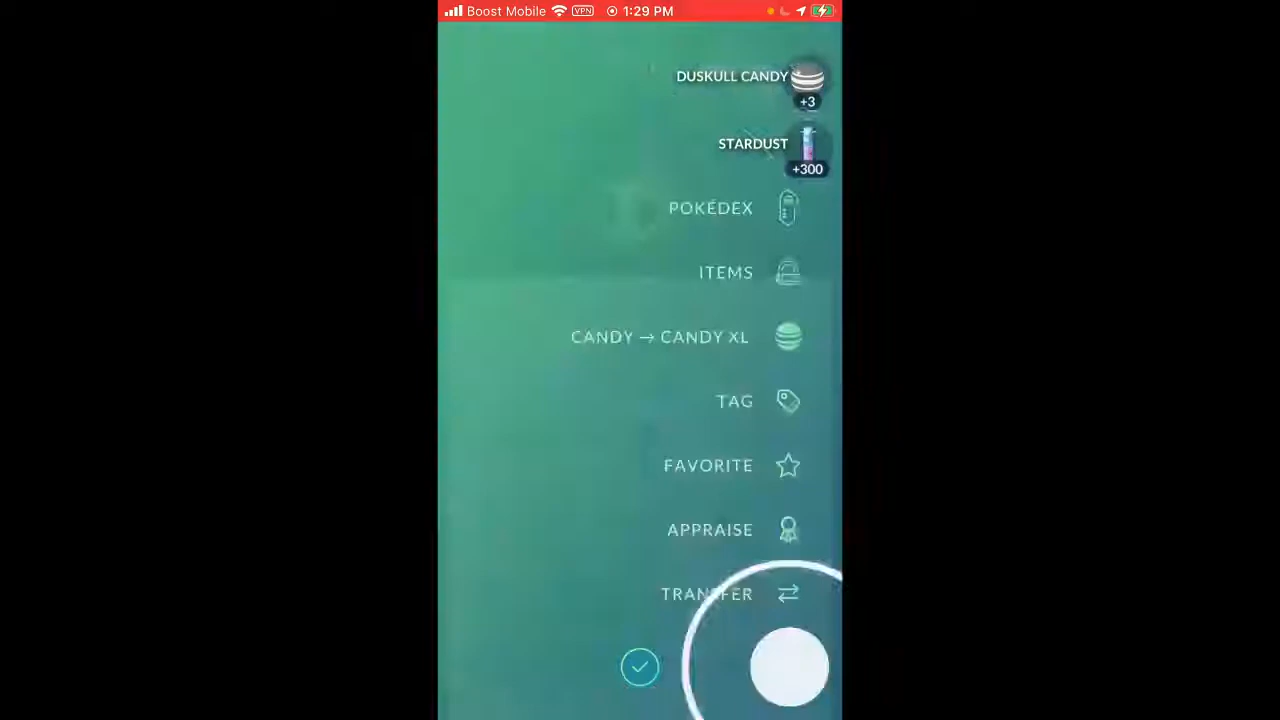 Boost Mobile VPN 1:29 PM
DUSKULL CANDY
+3
STARDUST
+300
POKÉDEX
ITEMS
CANDY → CANDY XL
TAG
FAVORITE
APPRAISE
TRANSFER